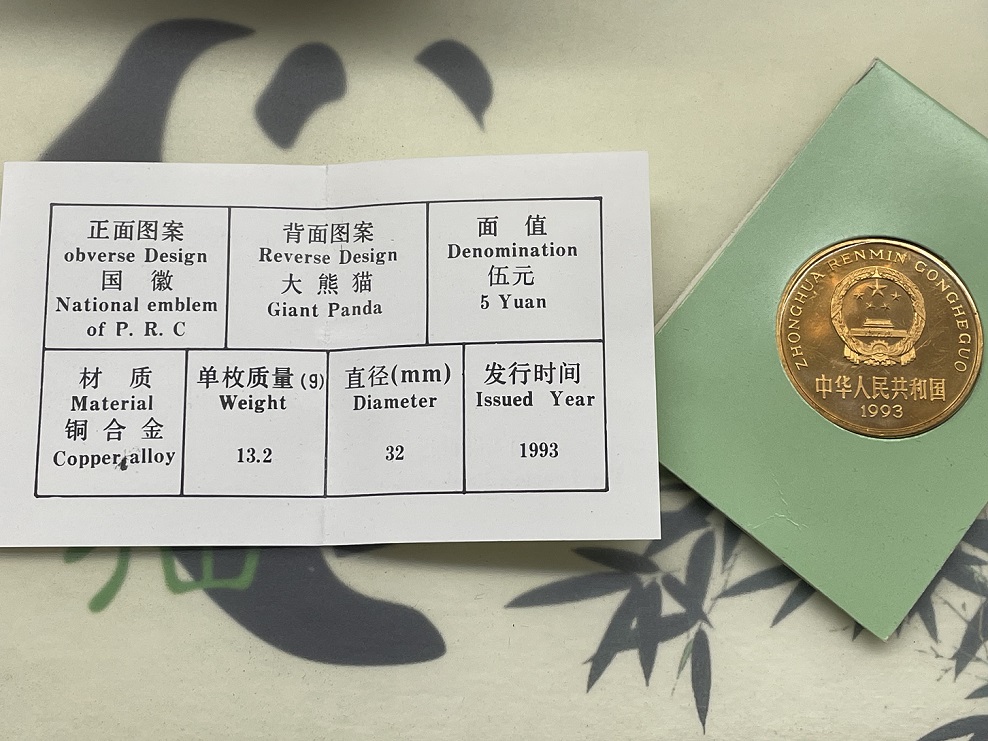 正面图案
obverse Design
国 徽
National emblem
of P. R. C
背面图案
Reverse Design
大熊猫
Giant Panda
面 值
Denomination
伍元
5 Yuan
材 质
Material
铜合金
Copper alloy
单枚质量(g)
Weight
13.2
直径(mm)
Diameter
32
发行时间
Issued Year
1993
ZHONGHUA RENMIN GONGHEGUO
中华人民共和国
1993